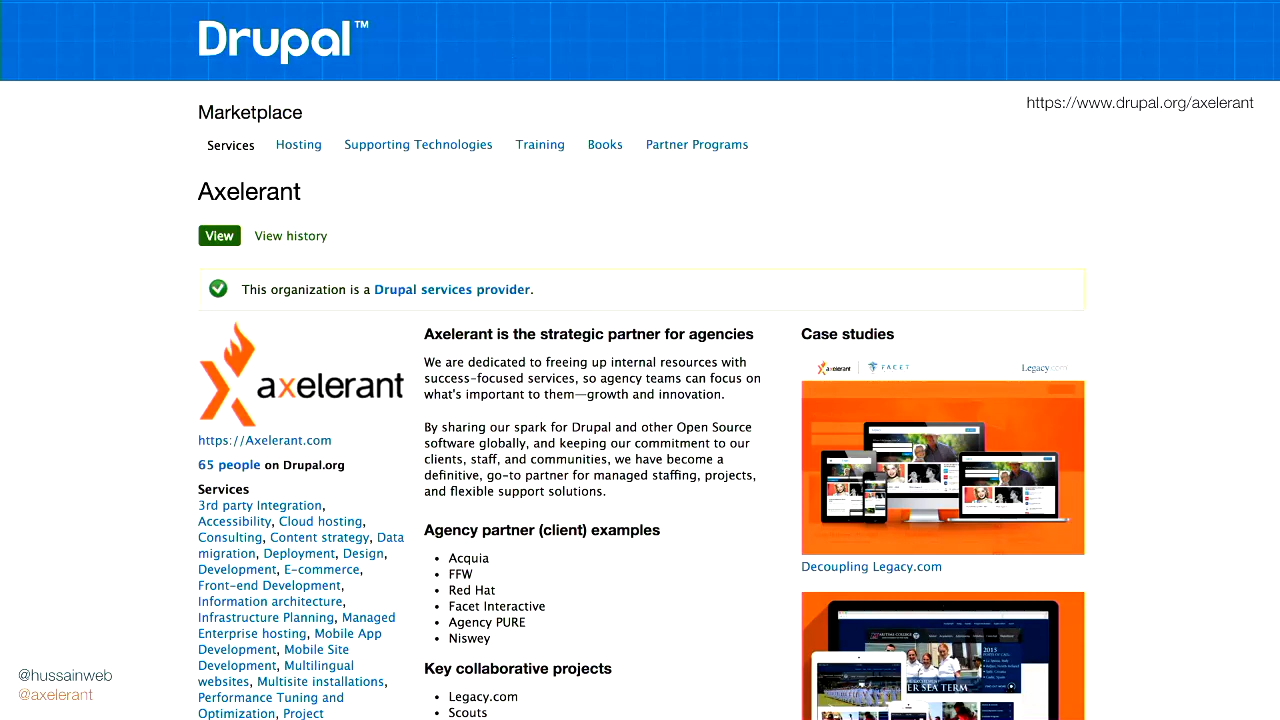 Drupal™
https://www.drupal.org/axelerant
Marketplace
Services Hosting Supporting Technologies Training Books Partner Programs
Axelerant
View View history
This organization is a Drupal services provider.
axelerant
https://Axelerant.com
65 people on Drupal.org
Services
3rd party Integration,
Accessibility, Cloud hosting,
Consulting, Content strategy, Data
migration, Deployment, Design,
Development, E-commerce,
Front-end Development,
Information architecture,
Infrastructure Planning, Managed
Enterprise hosting, Mobile App
Development, Mobile Site
Development, Multilingual
websites, Multisite installations,
Performance Tuning and
Optimization, Project
Axelerant is the strategic partner for agencies
We are dedicated to freeing up internal resources with
success-focused services, so agency teams can focus on
what's important to them—growth and innovation.
By sharing our spark for Drupal and other Open Source
software globally, and keeping our commitment to our
clients, staff, and communities, we have become a
definitive, go-to partner for managed staffing, projects,
and flexible support solutions.
Agency partner (client) examples
• Acquia
• FFW
• Red Hat
• Facet Interactive
• Agency PURE
• Niswey
Key collaborative projects
• Legacy.com
• Scouts
Case studies
axelerant FACET Legacy.com
Decoupling Legacy.com
2015
ER SEA TERM
@hussainweb
@axelerant